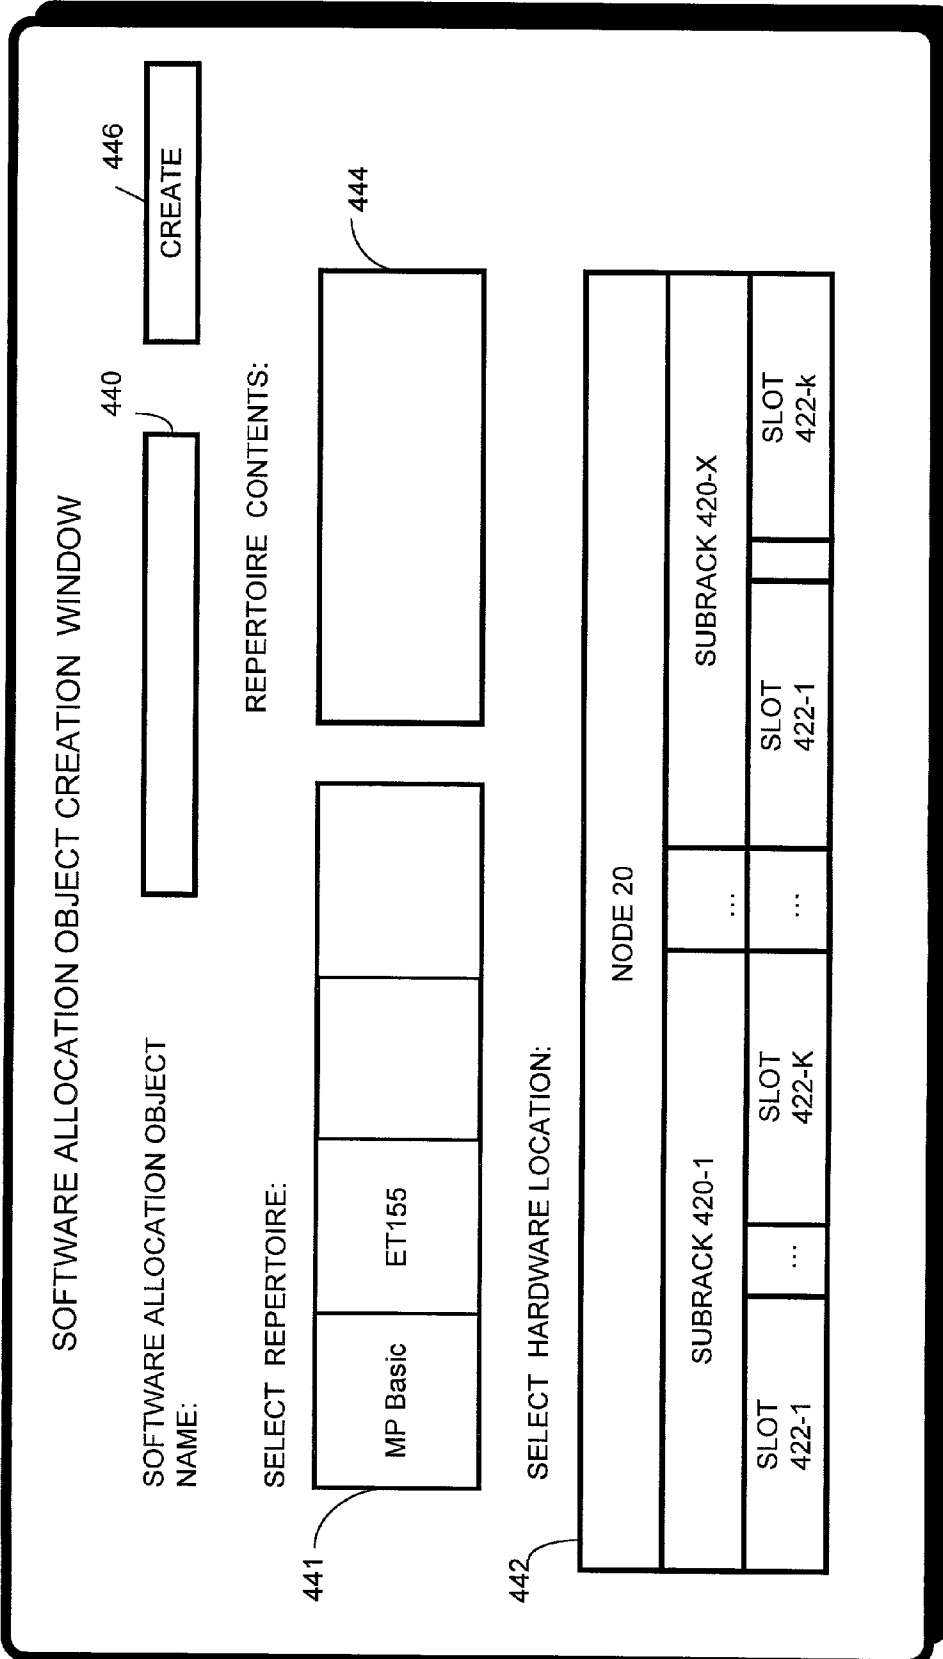 SOFTWARE ALLOCATION OBJECT CREATION WINDOW
SOFTWARE ALLOCATION OBJECT
NAME:
440
446
CREATE
SELECT REPERTOIRE:
REPERTOIRE CONTENTS:
441
MP Basic
ET155
444
SELECT HARDWARE LOCATION:
442
NODE 20
SUBRACK 420-1
...
SUBRACK 420-X
SLOT
422-1
...
SLOT
422-K
...
SLOT
422-1
SLOT
422-k